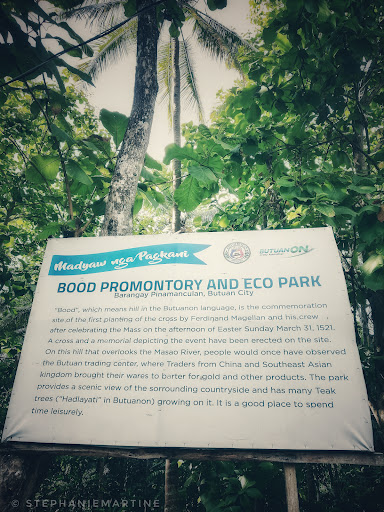 Madyaw nga Pagkani
BUTUAN ON
BOOD PROMONTORY AND ECO PARK
Barangay Pinamanculan, Butuan City
"Bood", which means hill in the Butuanon language, is the commemoration
site of the first planting of the cross by Ferdinand Magellan and his crew
after celebrating the Mass on the afternoon of Easter Sunday March 31, 1521.
A cross and a memorial depicting the event have been erected on the site.
On this hill that overlooks the Masao River, people would once have observed
the Butuan trading center, where Traders from China and Southeast Asian
kingdom brought their wares to barter for gold and other products. The park
provides a scenic view of the sorrounding countryside and has many Teak
trees ("Hadlayati" in Butuanon) growing on it. It is a good place to spend
time leisurely.
© STEPHANIEMARTINE